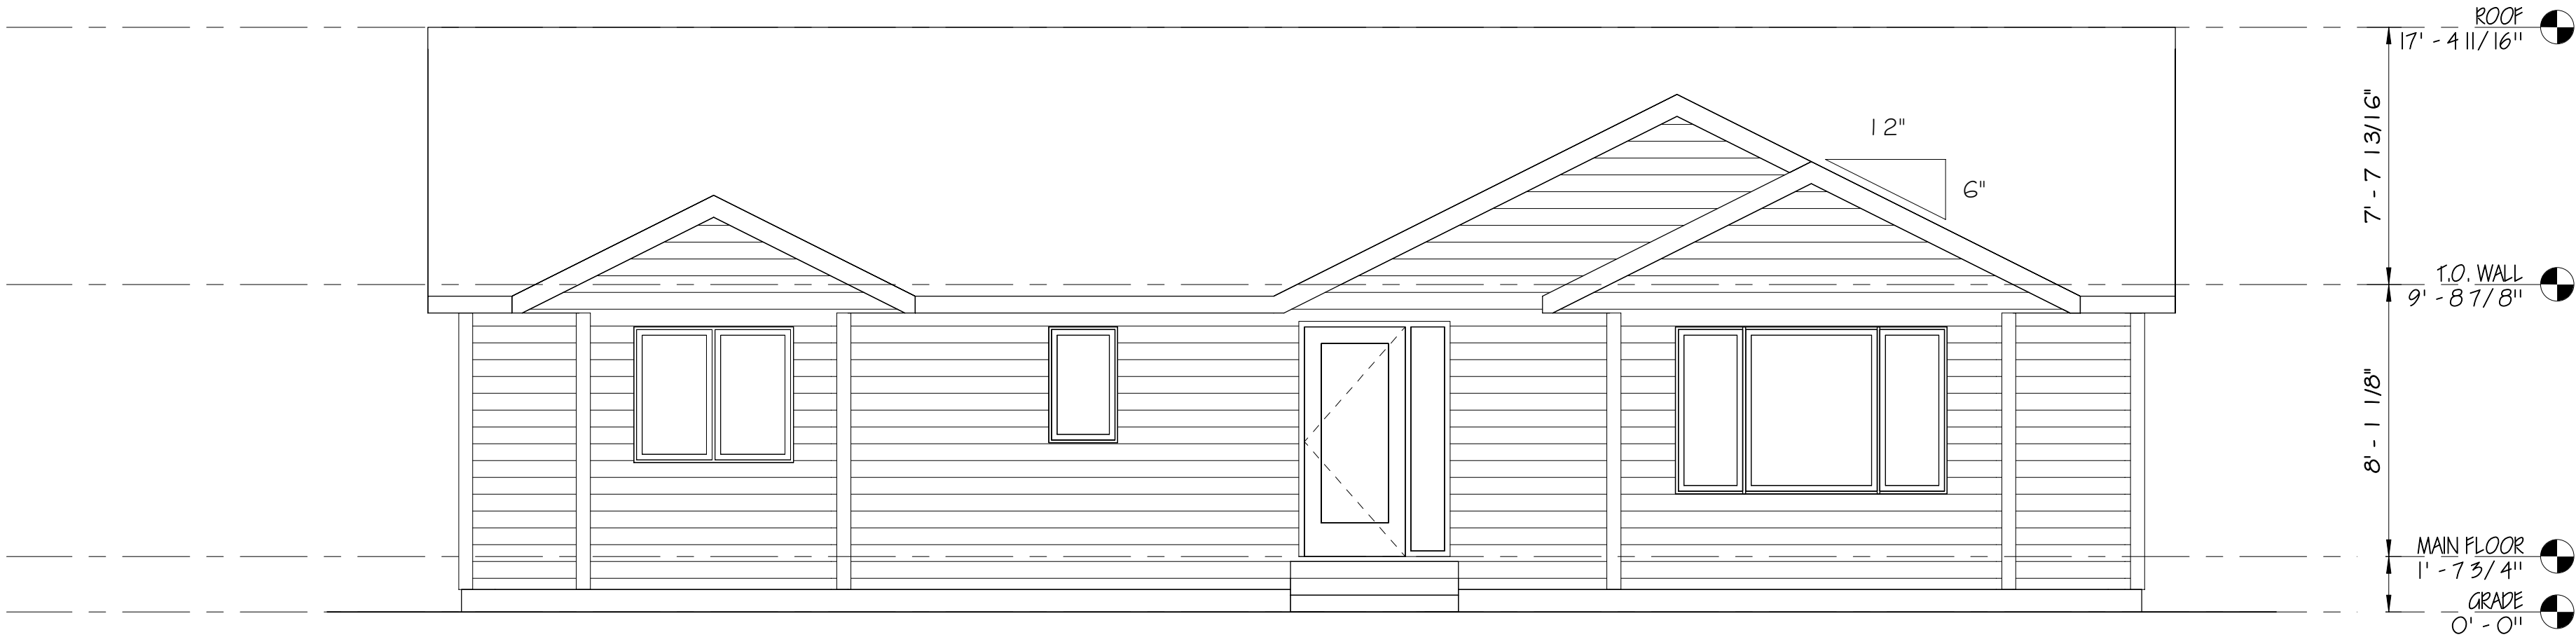 ROOF
17' - 4 11/16"
12"
6"
7' - 7 13/16"
T.O. WALL
9' - 8 7/8"
8' - 1 1/8"
MAIN FLOOR
1' - 7 3/4"
GRADE
0' - 0"